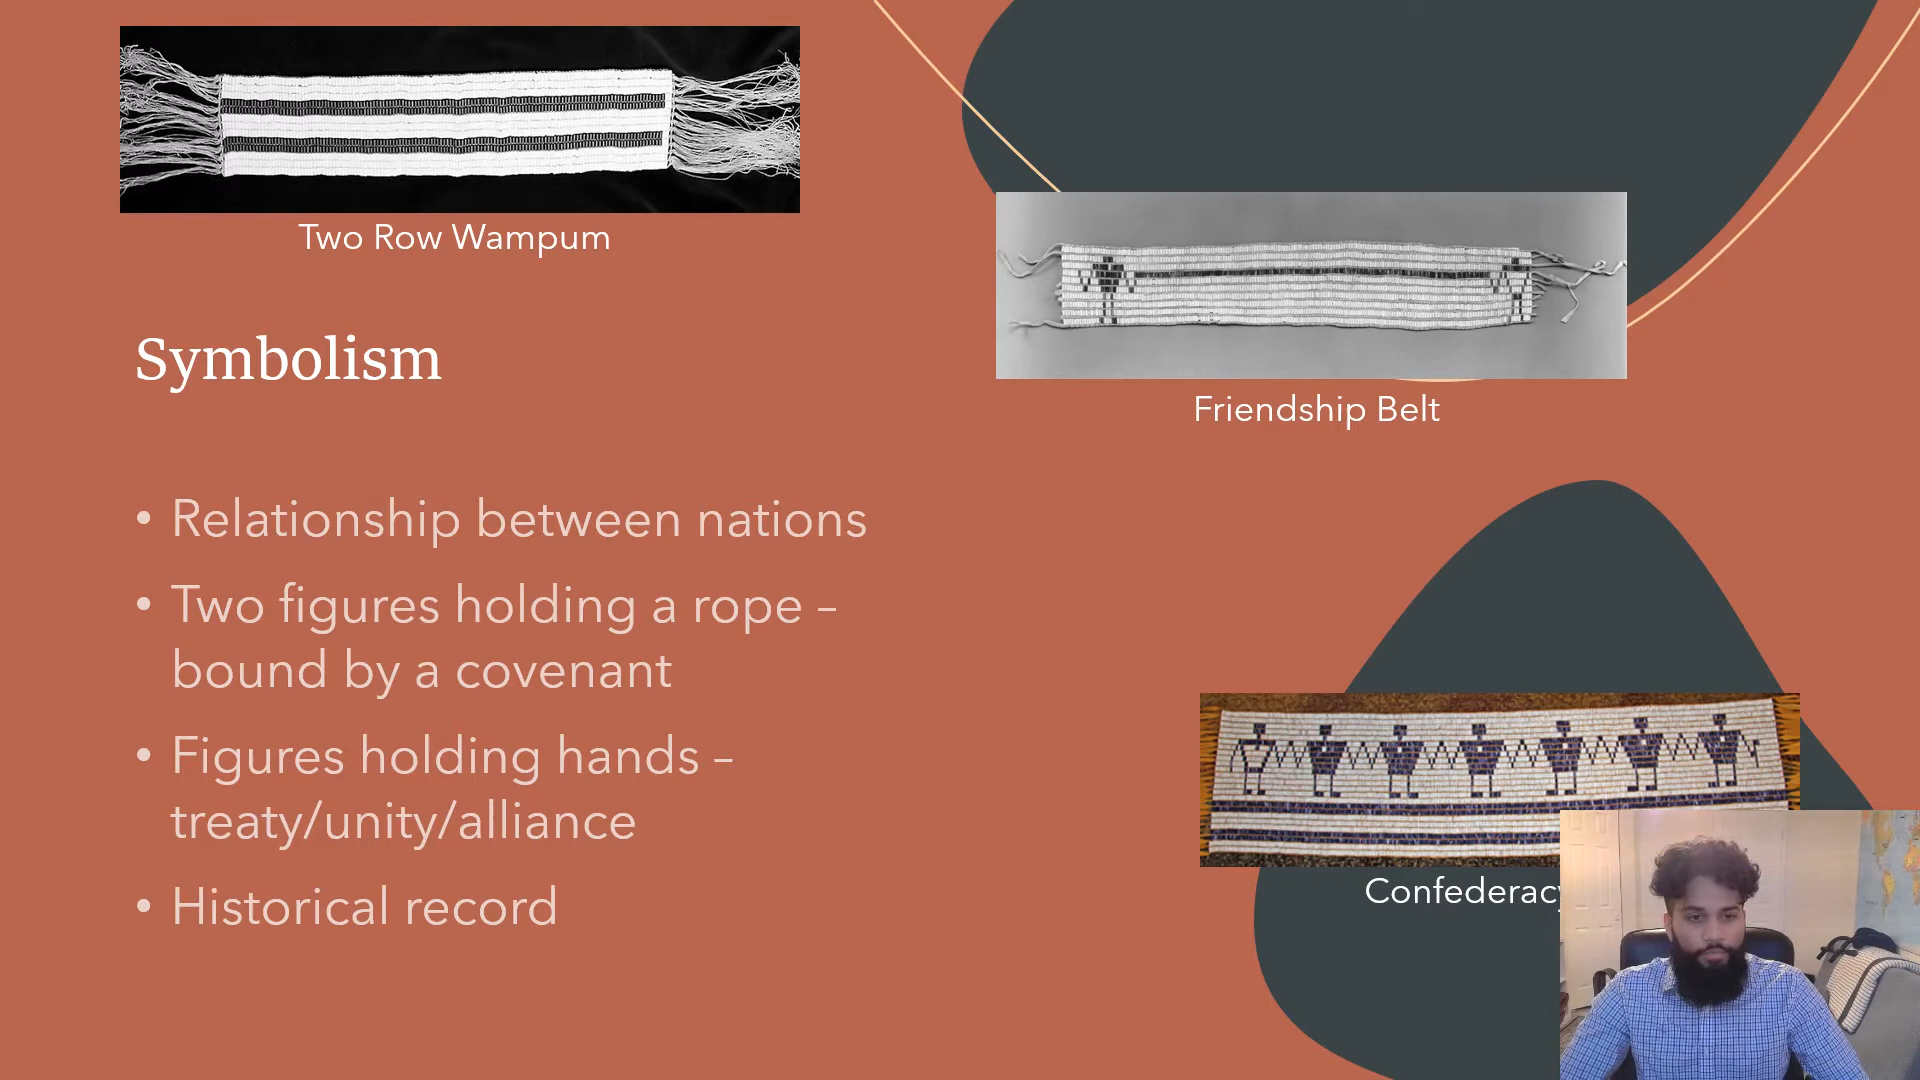 Two Row Wampum
Friendship Belt
Symbolism
• Relationship between nations
• Two figures holding a rope –
bound by a covenant
• Figures holding hands –
treaty/unity/alliance
• Historical record
Confederacy